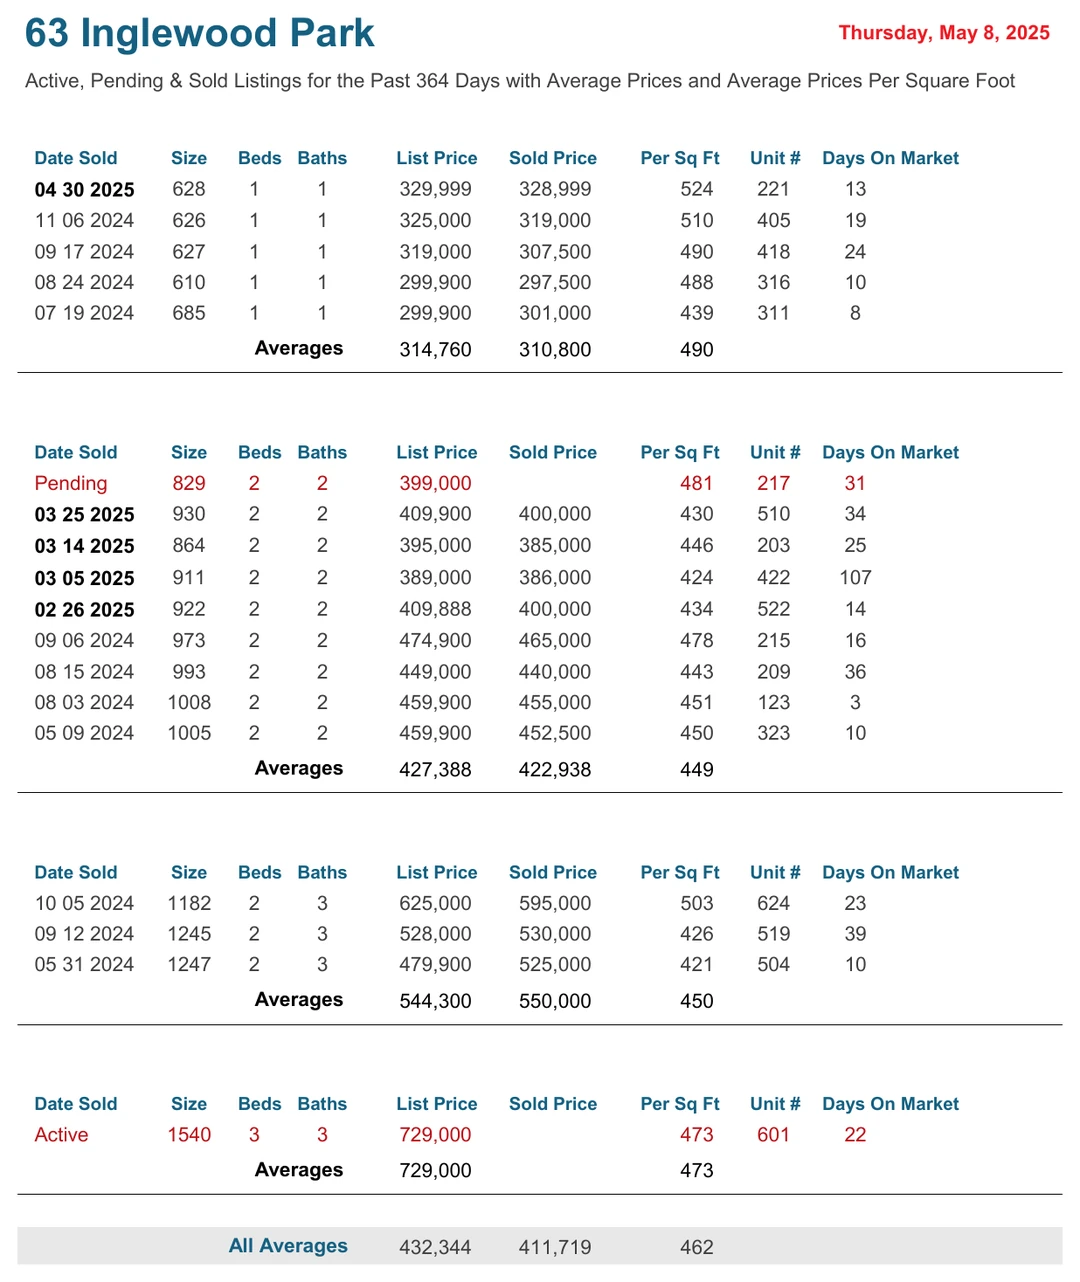 63 Inglewood Park
Thursday, May 8, 2025
Active, Pending & Sold Listings for the Past 364 Days with Average Prices and Average Prices Per Square Foot
Date Sold Size Beds Baths List Price Sold Price Per Sq Ft Unit # Days On Market
04 30 2025 628 1 1 329,999 328,999 524 221 13
11 06 2024 626 1 1 325,000 319,000 510 405 19
09 17 2024 627 1 1 319,000 307,500 490 418 24
08 24 2024 610 1 1 299,900 297,500 488 316 10
07 19 2024 685 1 1 299,900 301,000 439 311 8
Averages 314,760 310,800 490
Date Sold Size Beds Baths List Price Sold Price Per Sq Ft Unit # Days On Market
Pending 829 2 2 399,000 481 217 31
03 25 2025 930 2 2 409,900 400,000 430 510 34
03 14 2025 864 2 2 395,000 385,000 446 203 25
03 05 2025 911 2 2 389,000 386,000 424 422 107
02 26 2025 922 2 2 409,888 400,000 434 522 14
09 06 2024 973 2 2 474,900 465,000 478 215 16
08 15 2024 993 2 2 449,000 440,000 443 209 36
08 03 2024 1008 2 2 459,900 455,000 451 123 3
05 09 2024 1005 2 2 459,900 452,500 450 323 10
Averages 427,388 422,938 449
Date Sold Size Beds Baths List Price Sold Price Per Sq Ft Unit # Days On Market
10 05 2024 1182 2 3 625,000 595,000 503 624 23
09 12 2024 1245 2 3 528,000 530,000 426 519 39
05 31 2024 1247 2 3 479,900 525,000 421 504 10
Averages 544,300 550,000 450
Date Sold Size Beds Baths List Price Sold Price Per Sq Ft Unit # Days On Market
Active 1540 3 3 729,000 473 601 22
Averages 729,000 473
All Averages 432,344 411,719 462